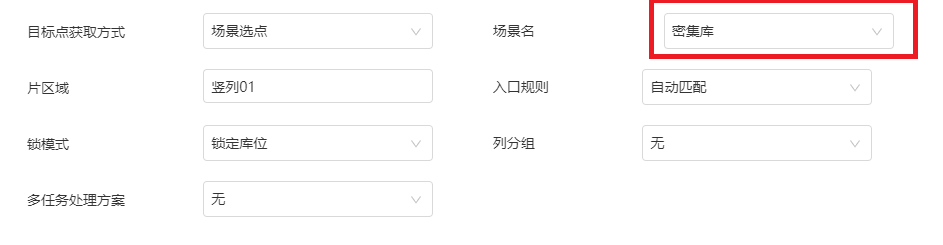 目标点获取方式 场景选点 场景名 密集库
片区域 竖列01 入口规则 自动匹配
锁模式 锁定库位 列分组 无
多任务处理方案 无